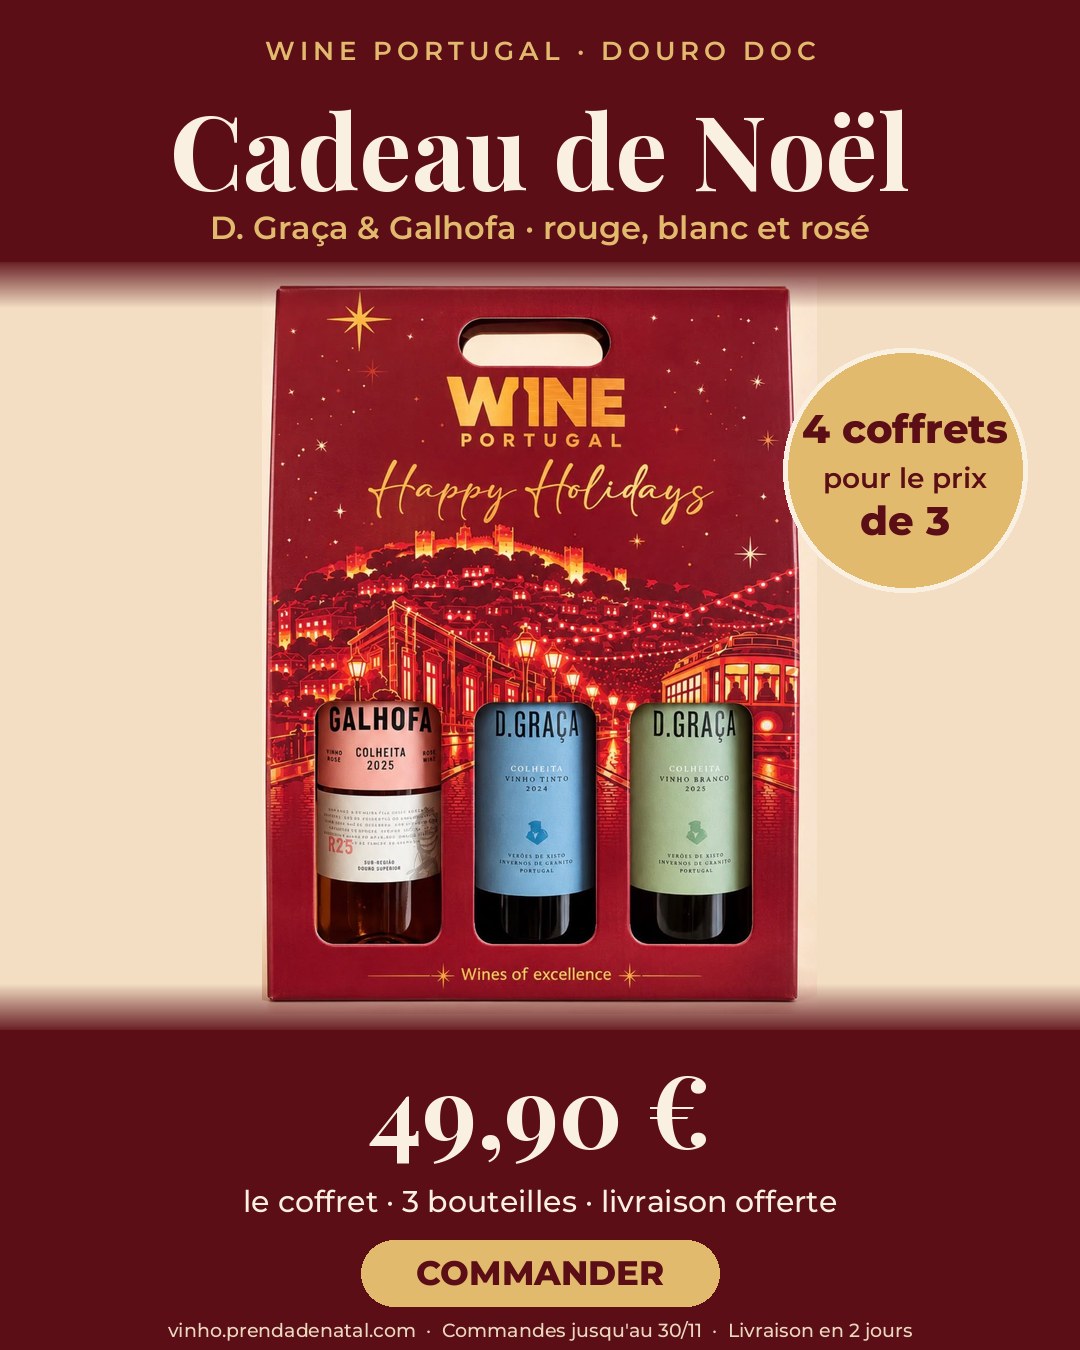 WINE PORTUGAL · DOURO DOC
Cadeau de Noël
D. Graça & Galhofa · rouge, blanc et rosé
WINE
PORTUGAL
Happy Holidays
4 coffrets
pour le prix
de 3
GALHOFA
VINHO ROSÉ
COLHEITA
2025
ROSÉ WINE
R25
SUB-REGIÃO
DOURO SUPERIOR
D.GRAÇA
COLHEITA
VINHO TINTO
2024
VERÕES DE XISTO
INVERNOS DE GRANITO
PORTUGAL
D.GRAÇA
COLHEITA
VINHO BRANCO
2025
VERÕES DE XISTO
INVERNOS DE GRANITO
PORTUGAL
Wines of excellence
49,90 €
le coffret · 3 bouteilles · livraison offerte
COMMANDER
vinho.prendadenatal.com · Commandes jusqu'au 30/11 · Livraison en 2 jours